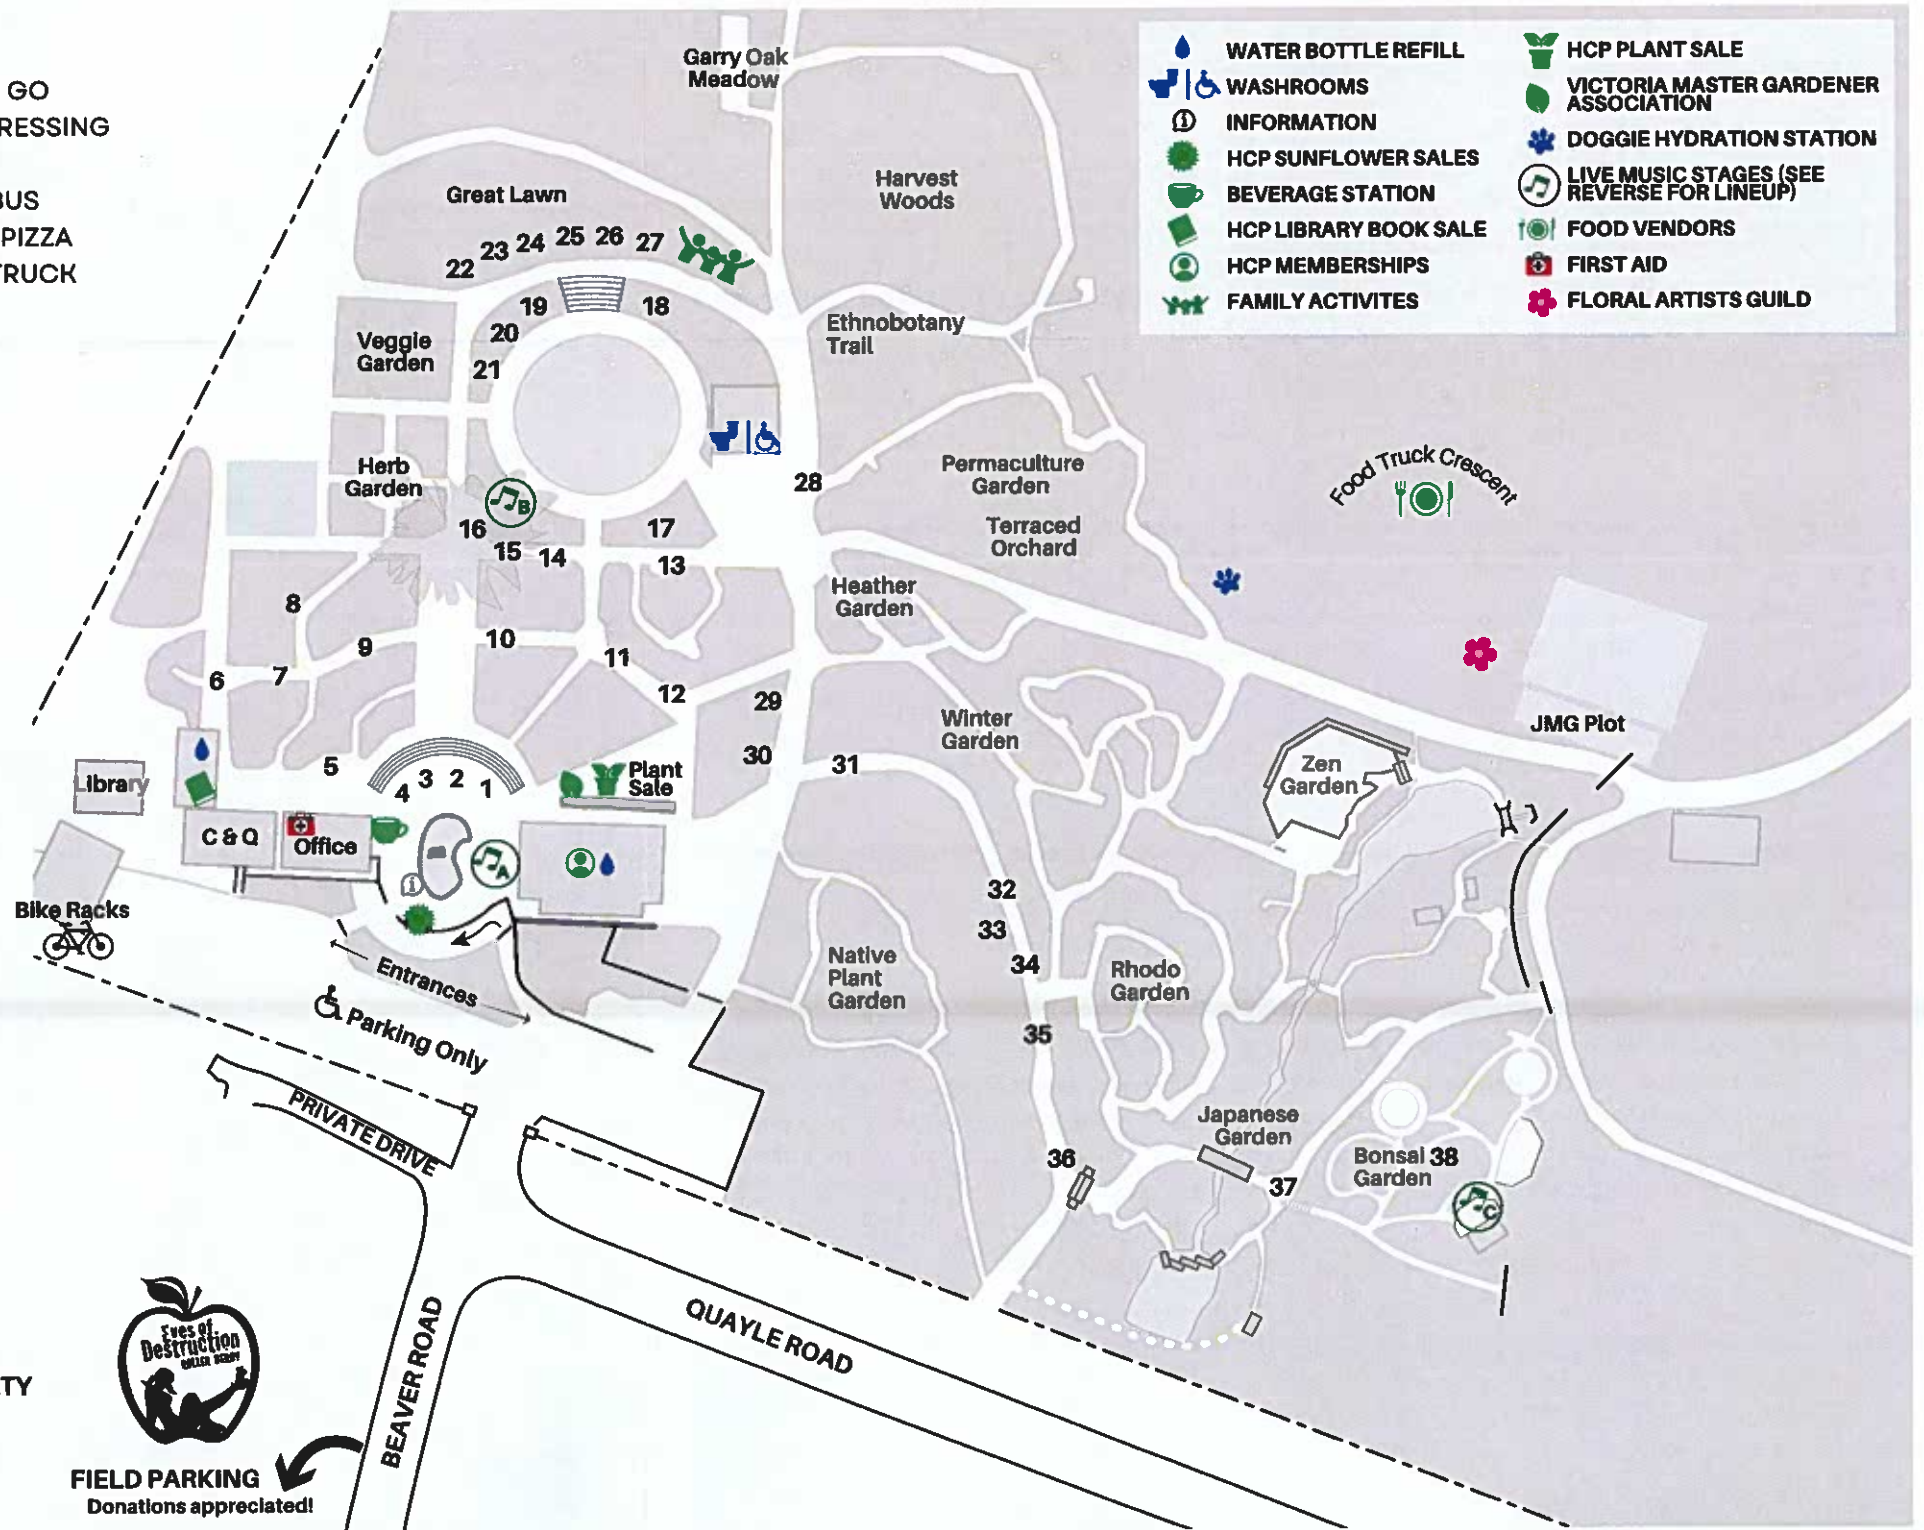 GO
RESSING
BUS
PIZZA
TRUCK
WATER BOTTLE REFILL
WASHROOMS
INFORMATION
HCP SUNFLOWER SALES
BEVERAGE STATION
HCP LIBRARY BOOK SALE
HCP MEMBERSHIPS
FAMILY ACTIVITES
HCP PLANT SALE
VICTORIA MASTER GARDENER
ASSOCIATION
DOGGIE HYDRATION STATION
LIVE MUSIC STAGES (SEE
REVERSE FOR LINEUP)
FOOD VENDORS
FIRST AID
FLORAL ARTISTS GUILD
Garry Oak
Meadow
Harvest
Woods
Great Lawn
22 23 24 25 26 27
19 18
20
21
Veggie
Garden
Ethnobotany
Trail
Herb
Garden
B
28
Permaculture
Garden
Terraced
Orchard
Food Truck Crescent
16 15 14 17
13
Heather
Garden
8
9
10
11
6 7
12
29
30
31
Winter
Garden
JMG Plot
Zen
Garden
Library
5
4 3 2 1
Plant
Sale
C & Q
Office
A
Bike Racks
32
33
34
Native
Plant
Garden
Rhodo
Garden
Entrances
Parking Only
35
PRIVATE DRIVE
Japanese
Garden
36
37
Bonsai 38
Garden
C
QUAYLE ROAD
BEAVER ROAD
Eves of
Destruction
ROLLER DERBY
TY
FIELD PARKING
Donations appreciated!